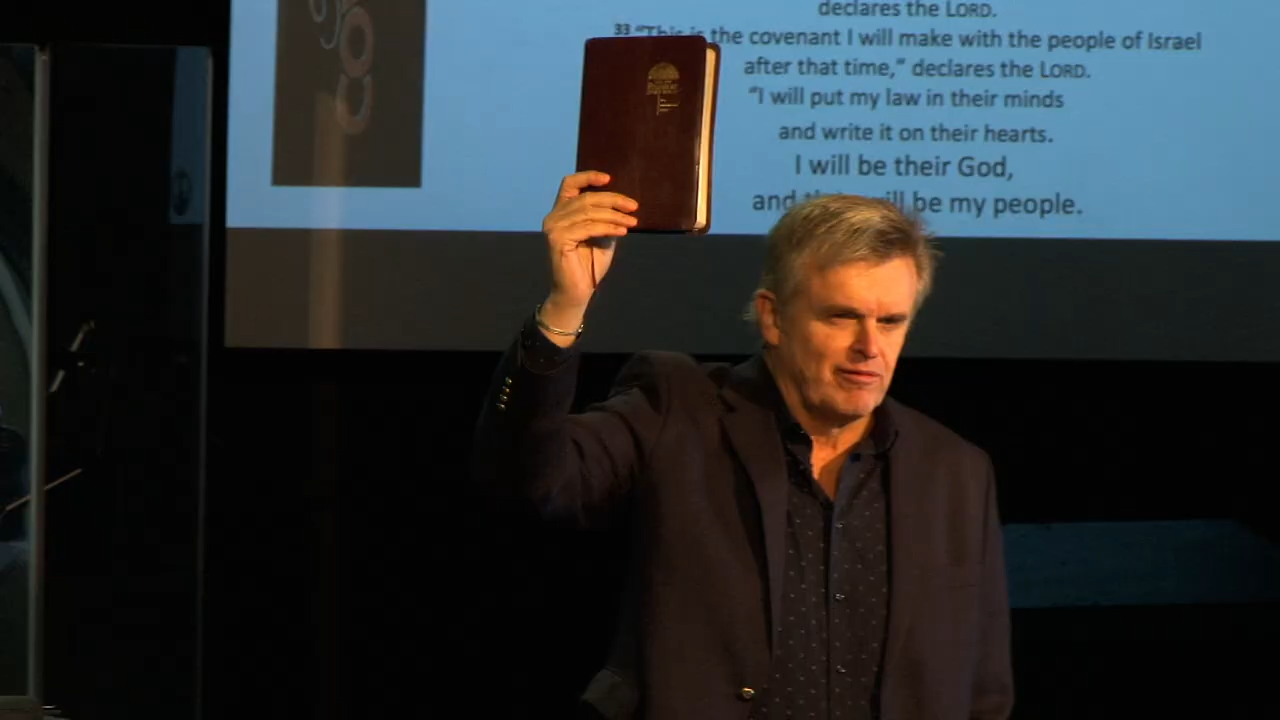 declares the LORD.
33 "This is the covenant I will make with the people of Israel
after that time," declares the LORD.
"I will put my law in their minds
and write it on their hearts.
I will be their God,
and will be my people.